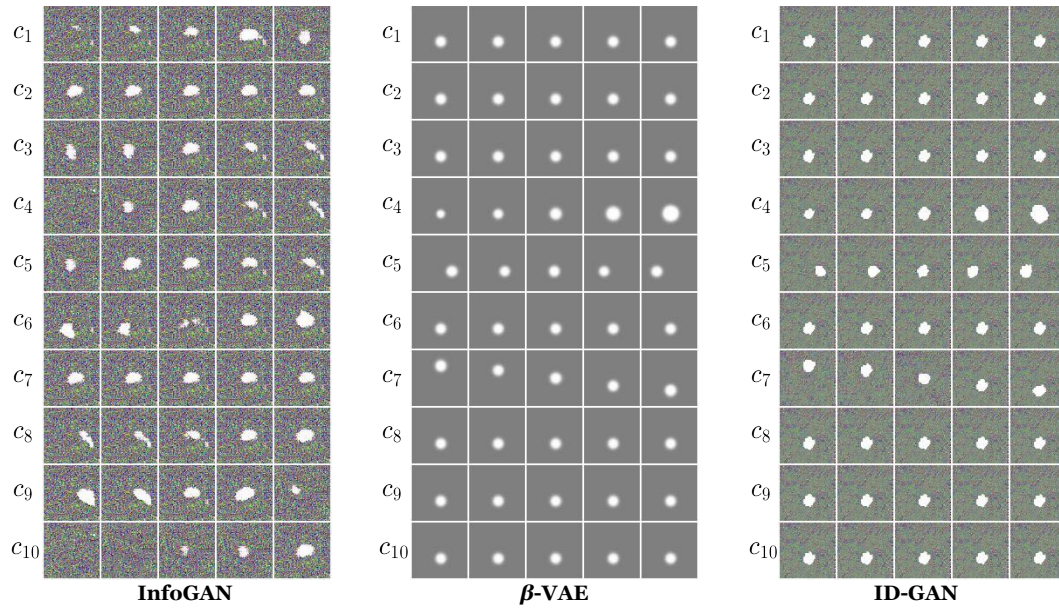 c₁ c₁ c₁
c₂ c₂ c₂
c₃ c₃ c₃
c₄ c₄ c₄
c₅ c₅ c₅
c₆ c₆ c₆
c₇ c₇ c₇
c₈ c₈ c₈
c₉ c₉ c₉
c₁₀ c₁₀ c₁₀
InfoGAN β-VAE ID-GAN